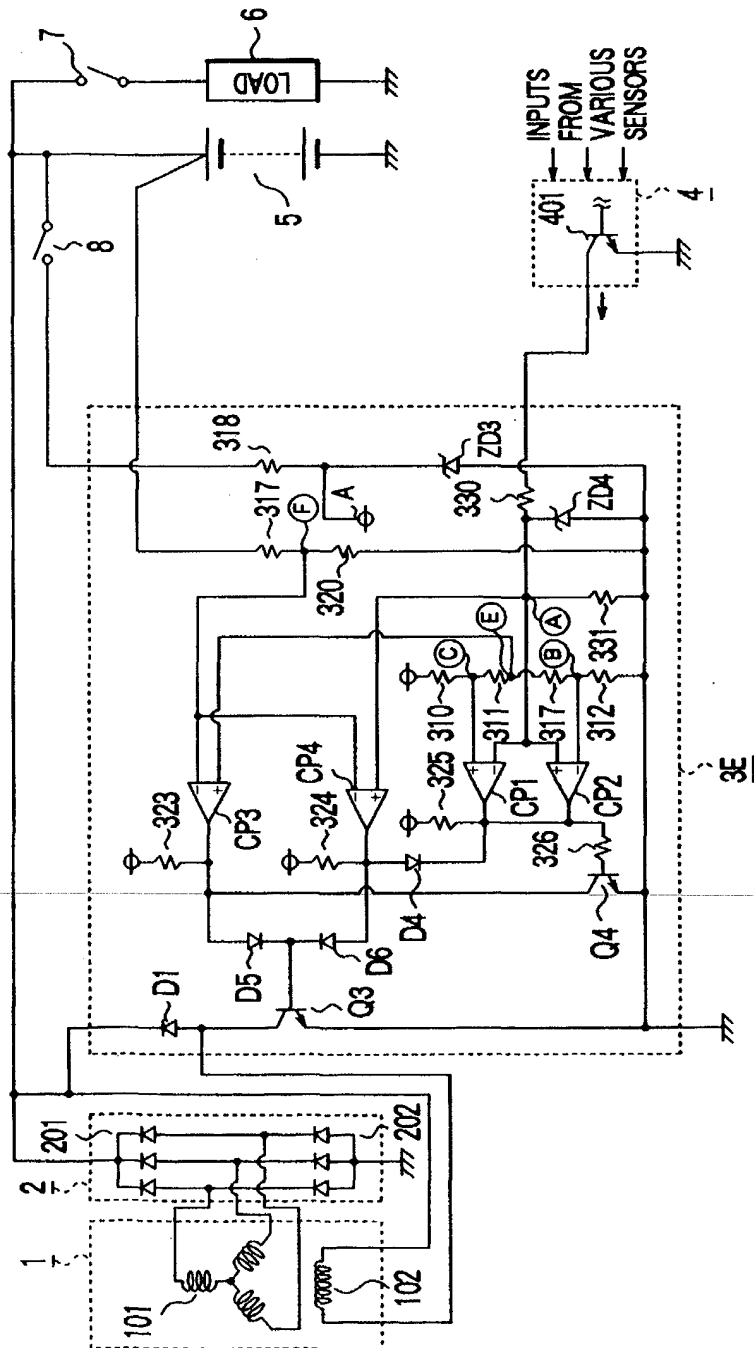 1
2
101
102
201
202
D1
D5
D6
Q3
Q4
323
324
325
326
CP3
CP4
CP1
CP2
D4
310
311
317
312
331
C
E
B
A
F
317
320
318
A
ZD3
330
ZD4
3E
8
5
7
6
LOAD
401
4
INPUTS
FROM
VARIOUS
SENSORS
+
-
+
-
+
-
+